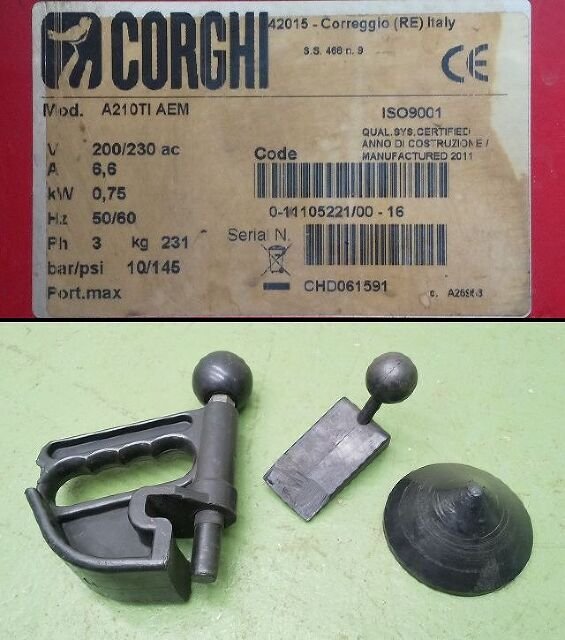 CORGHI
42015 - Correggio (RE) Italy
S.S. 468 n. 9
CE
Mod. A210TI AEM
ISO9001
QUAL.SYS.CERTIFIED
ANNO DI COSTRUZIONE /
MANUFACTURED 2011
V 200/230 ac
A 6,6
kW 0,75
Hz 50/60
Ph 3 kg 231
bar/psi 10/145
Port.max
Code
0-11105221/00 - 16
Serial N.
CHD061591